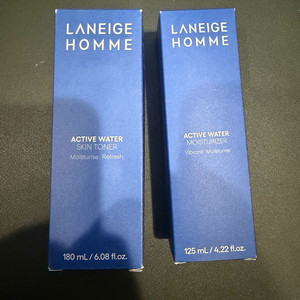 LANEIGE
HOMME
ACTIVE WATER
SKIN TONER
Moisturise. Refresh
180 mL / 6.08 fl.oz.
LANEIGE
HOMME
ACTIVE WATER
MOISTURIZER
Vibrant. Moisturise
125 mL / 4.22 fl.oz.